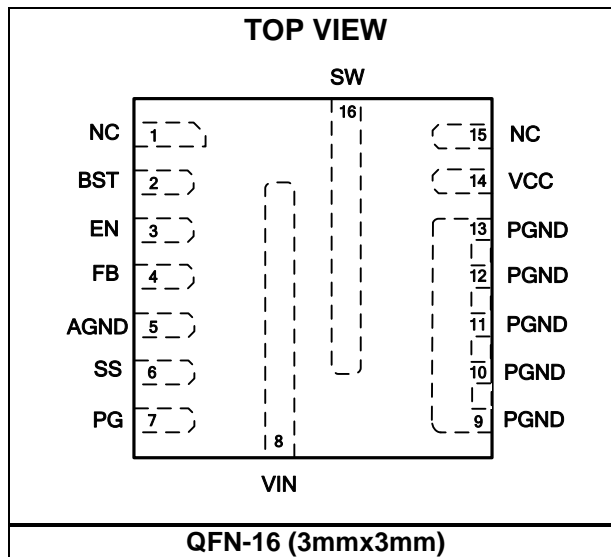 TOP VIEW
SW
16
NC 1
15 NC
BST 2
14 VCC
EN 3
13 PGND
FB 4
12 PGND
AGND 5
11 PGND
SS 6
10 PGND
PG 7
9 PGND
8
VIN
QFN-16 (3mmx3mm)